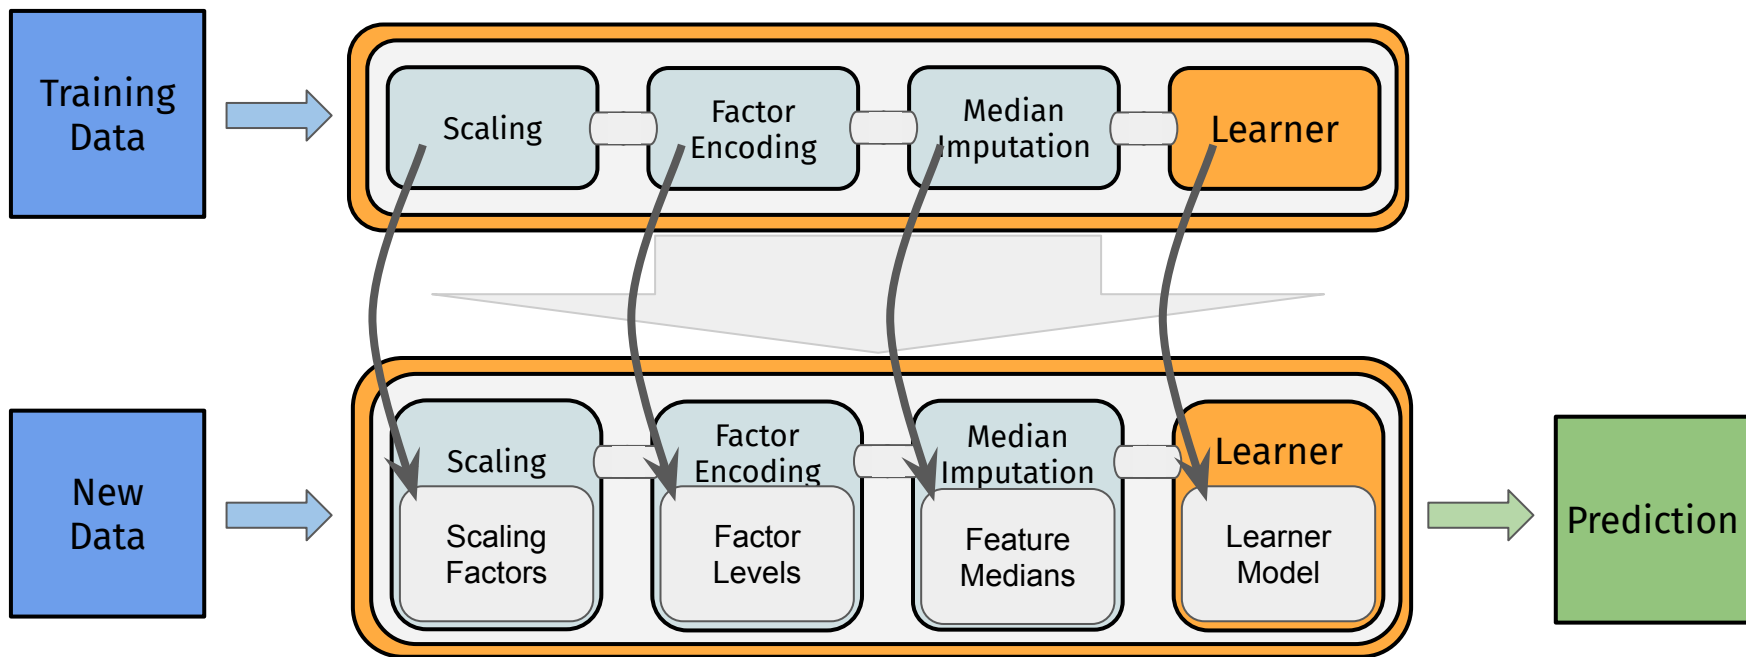 Training
Data
Scaling
Factor
Encoding
Median
Imputation
Learner
New
Data
Scaling
Scaling
Factors
Factor
Encoding
Factor
Levels
Median
Imputation
Feature
Medians
Learner
Learner
Model
Prediction